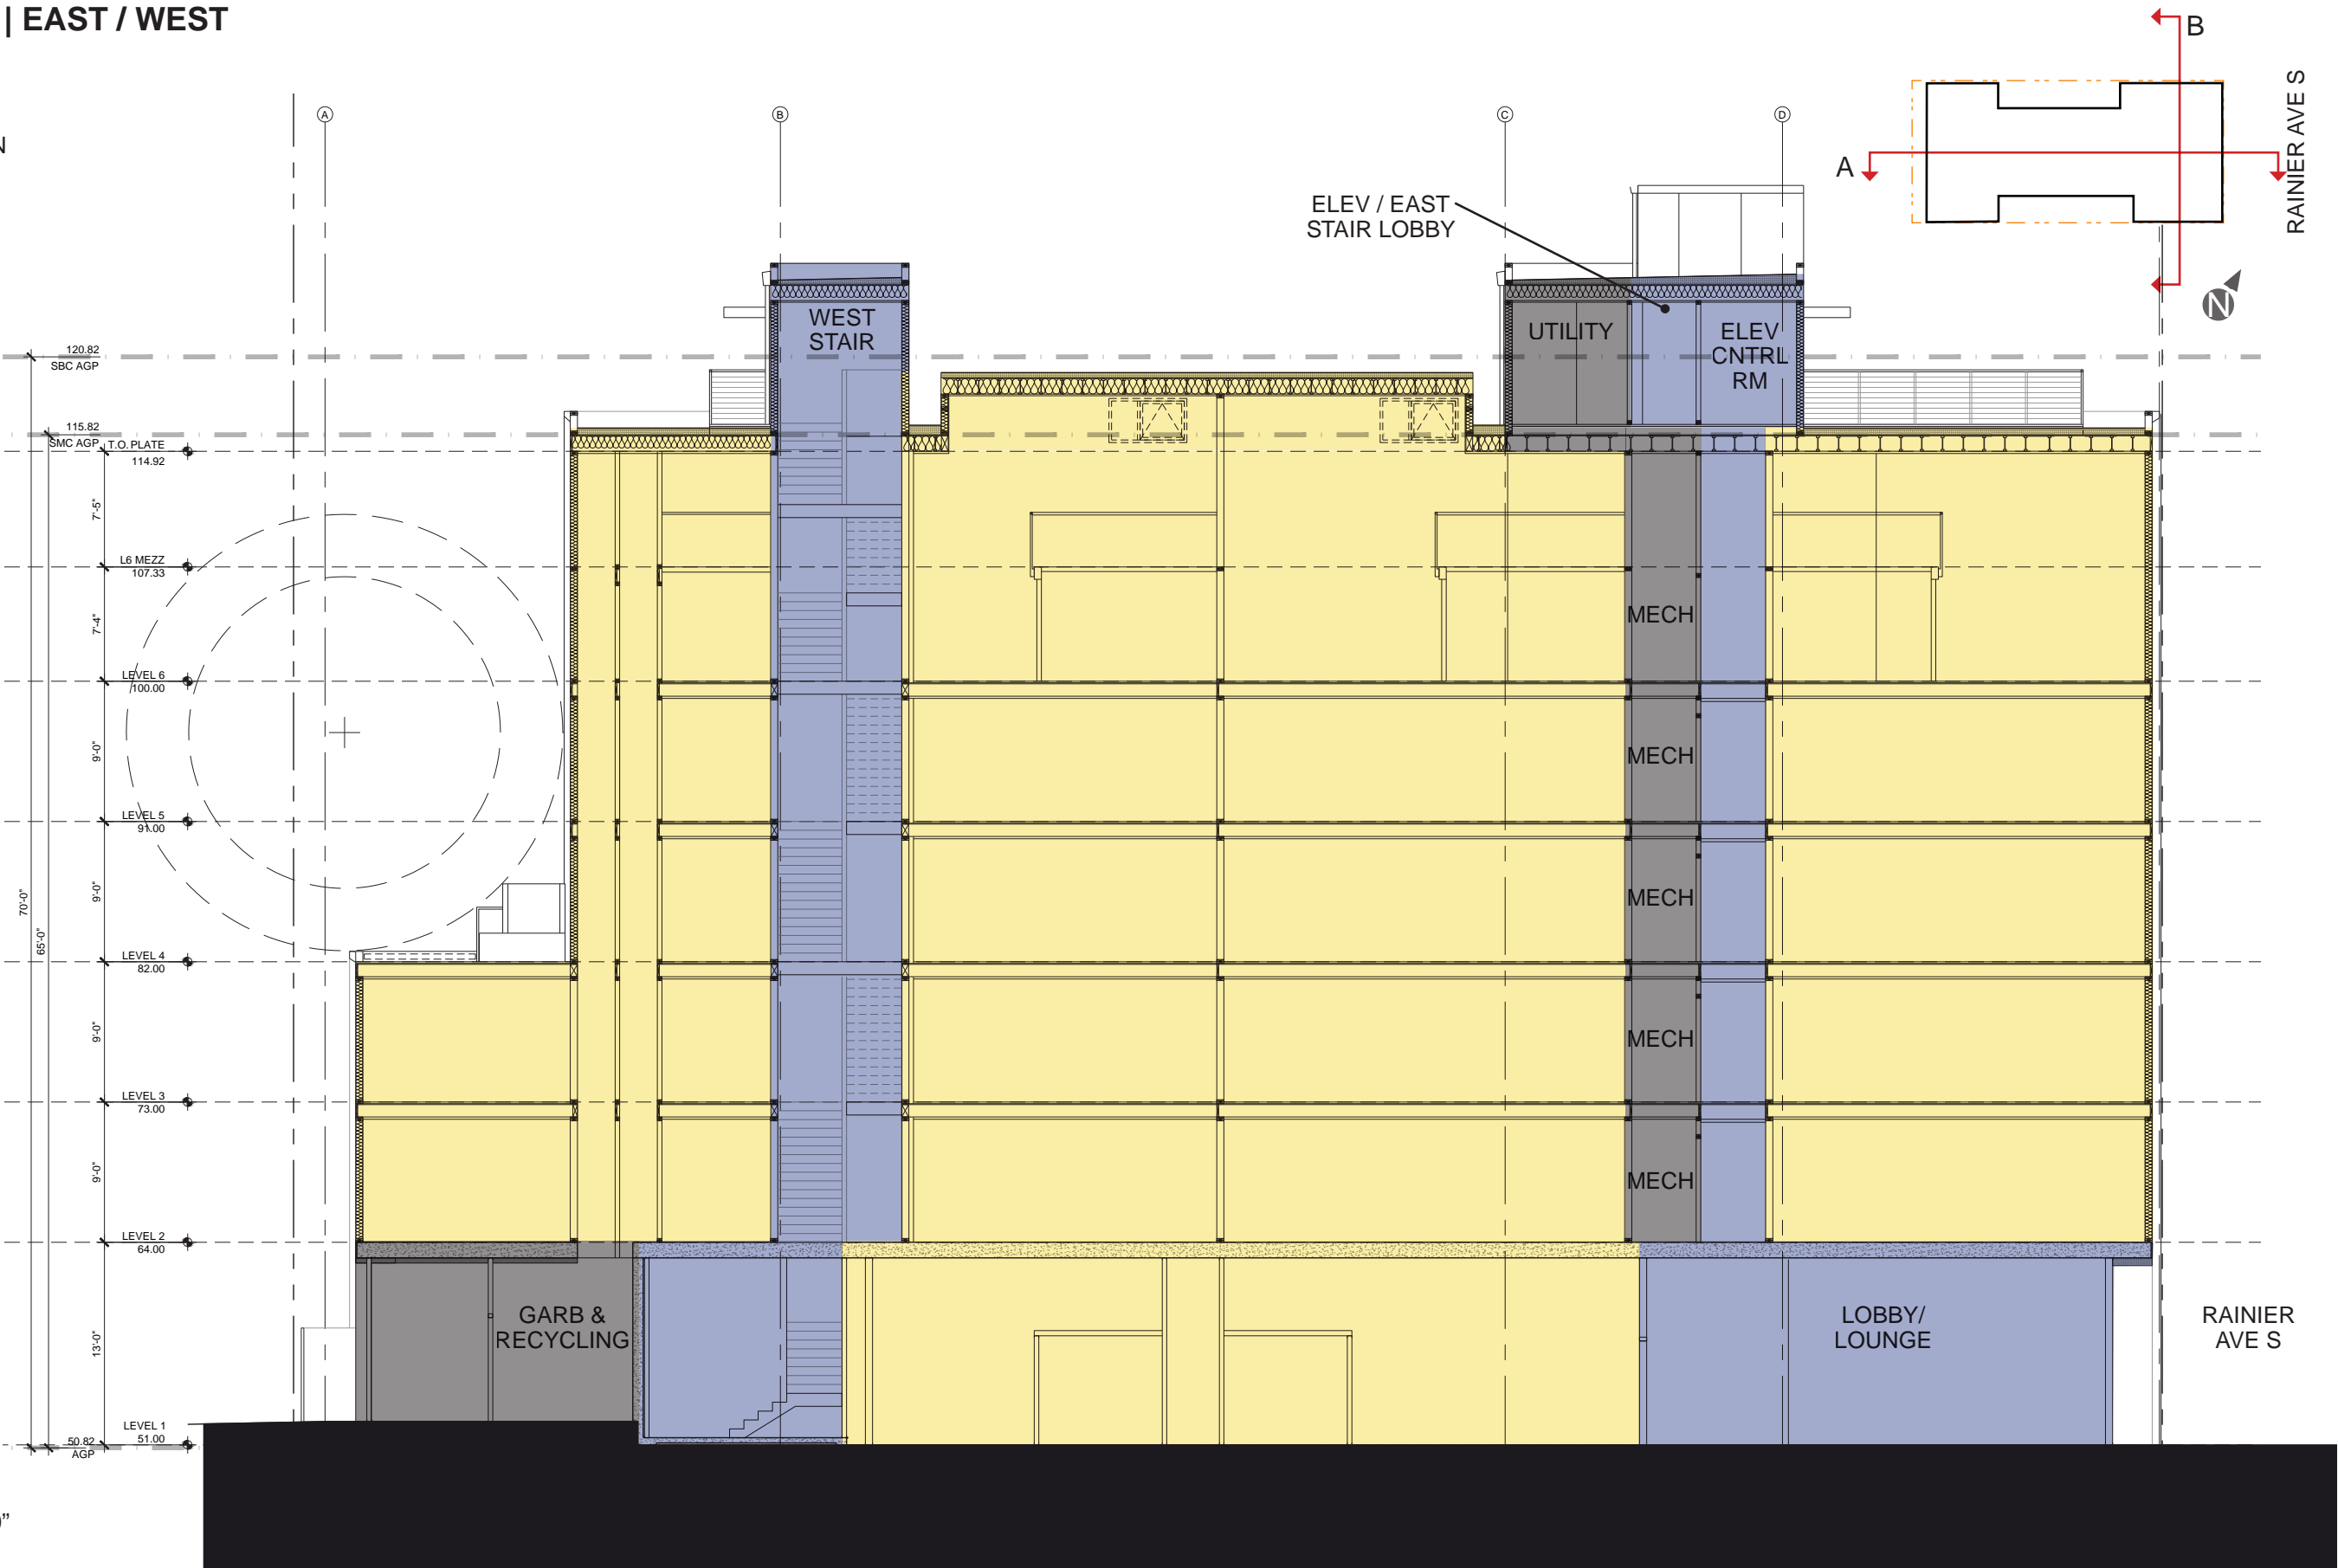 | EAST / WEST
B
A
RAINIER AVE S
N
A
B
C
D
ELEV / EAST
STAIR LOBBY
WEST
STAIR
UTILITY
ELEV
CNTRL
RM
120.82
SBC AGP
115.82
SMC AGP
T.O. PLATE
114.92
7'-5"
L6 MEZZ
107.33
7'-4"
MECH
LEVEL 6
100.00
9'-0"
MECH
LEVEL 5
91.00
9'-0"
MECH
70'-0"
65'-0"
LEVEL 4
82.00
9'-0"
MECH
LEVEL 3
73.00
9'-0"
MECH
LEVEL 2
64.00
GARB &
RECYCLING
LOBBY/
LOUNGE
RAINIER
AVE S
13'-0"
LEVEL 1
51.00
50.82
AGP